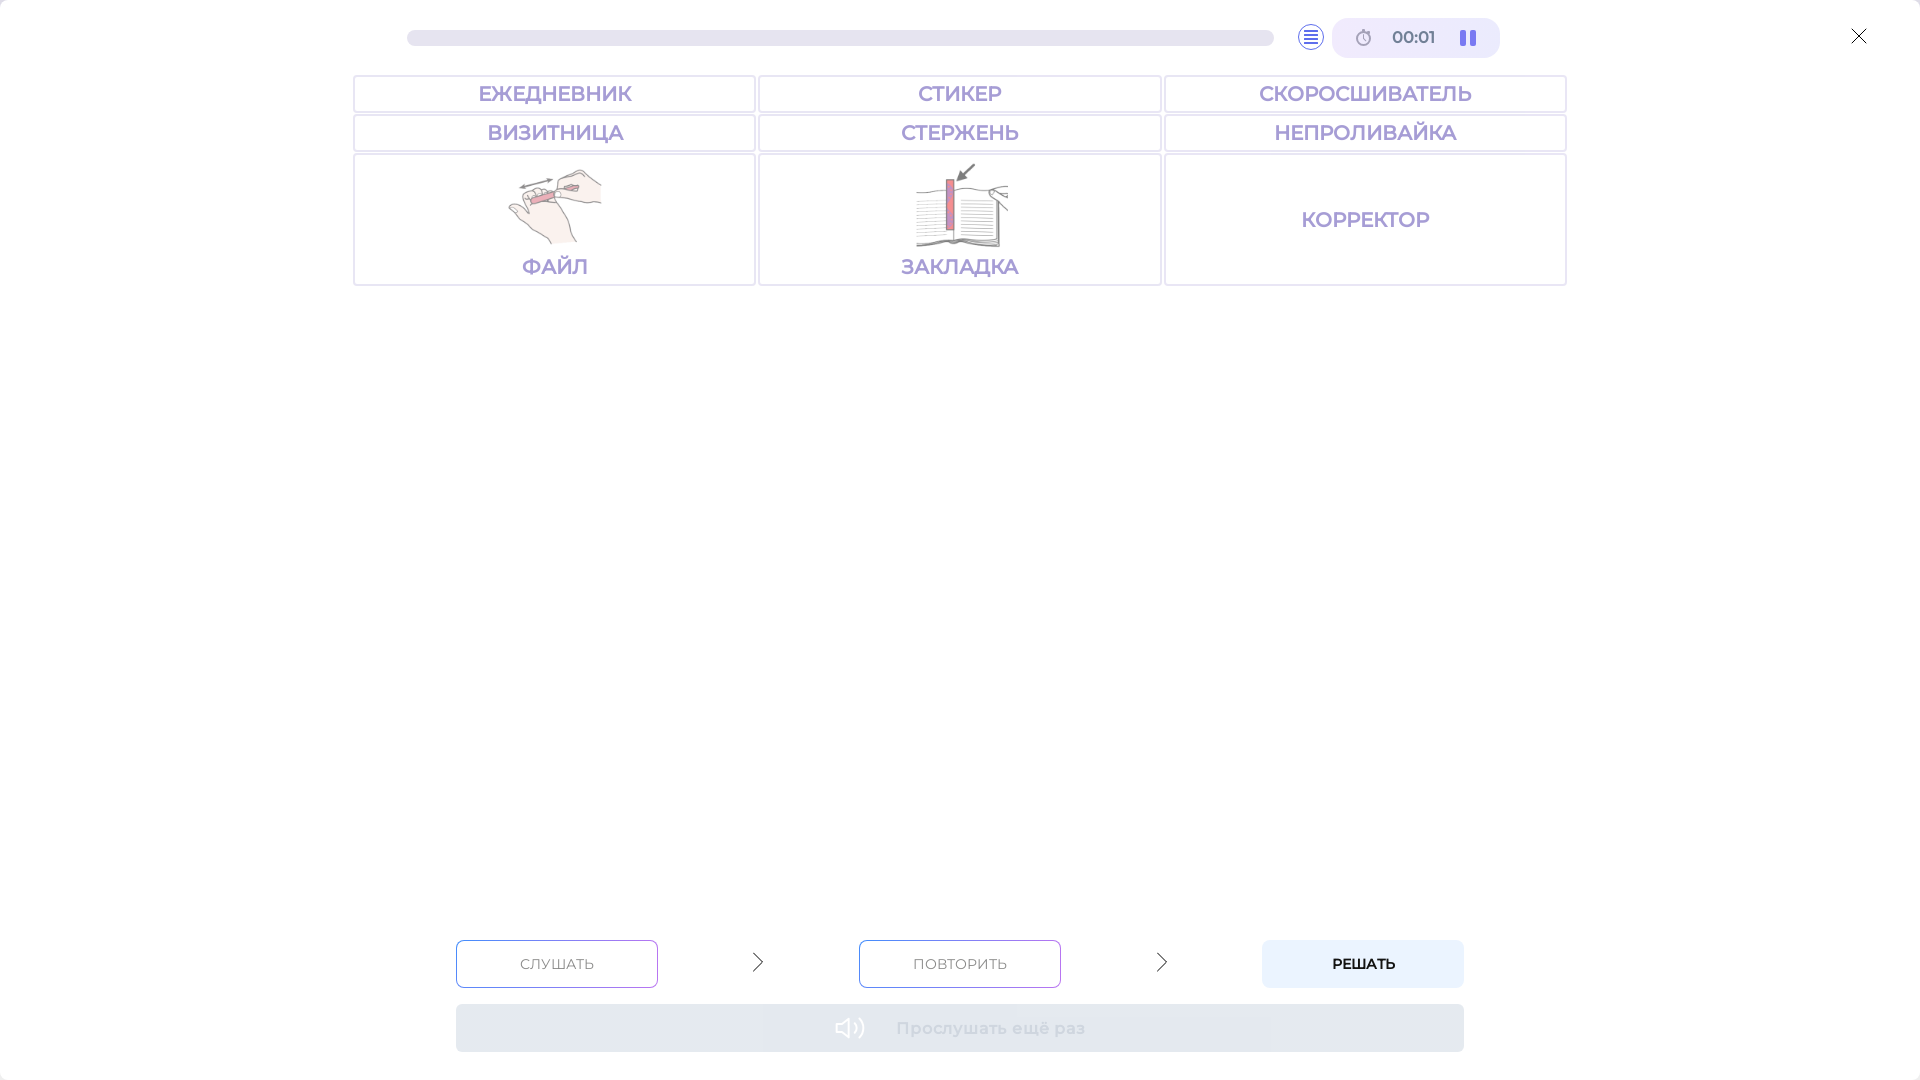 00:01
ЕЖЕДНЕВНИК
СТИКЕР
СКОРОСШИВАТЕЛЬ
ВИЗИТНИЦА
СТЕРЖЕНЬ
НЕПРОЛИВАЙКА
ФАЙЛ
ЗАКЛАДКА
КОРРЕКТОР
СЛУШАТЬ
ПОВТОРИТЬ
РЕШАТЬ
Прослушать ещё раз